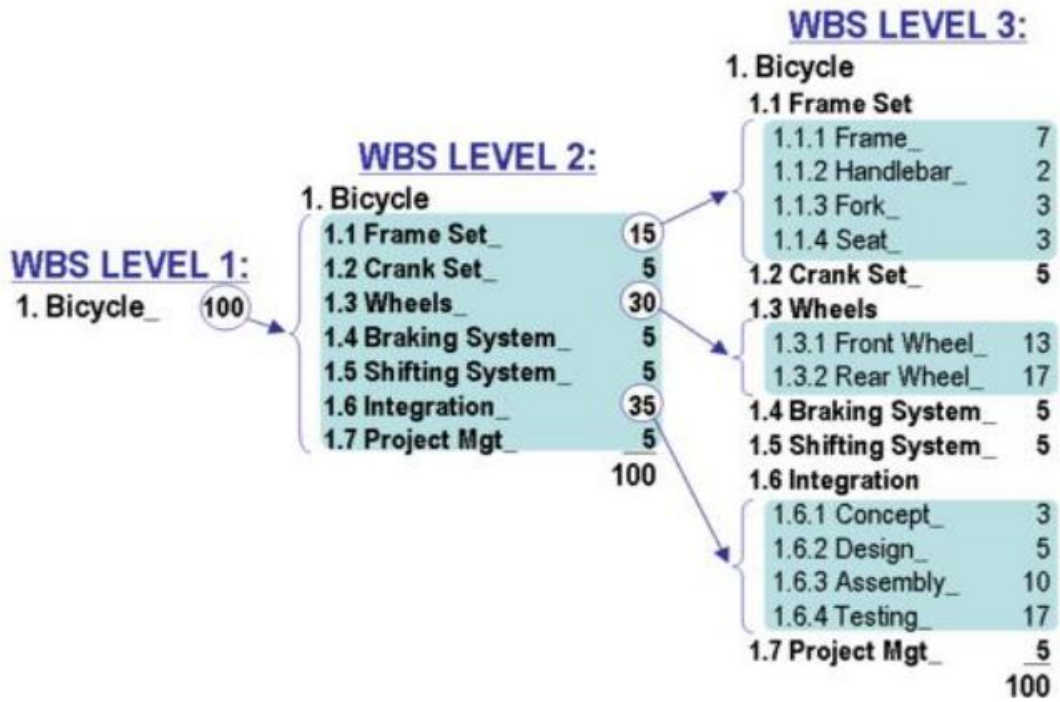 WBS LEVEL 1:
1. Bicycle_ 100
WBS LEVEL 2:
1. Bicycle
1.1 Frame Set_ 15
1.2 Crank Set_ 5
1.3 Wheels_ 30
1.4 Braking System_ 5
1.5 Shifting System_ 5
1.6 Integration_ 35
1.7 Project Mgt_ 5
100
WBS LEVEL 3:
1. Bicycle
1.1 Frame Set
1.1.1 Frame_ 7
1.1.2 Handlebar_ 2
1.1.3 Fork_ 3
1.1.4 Seat_ 3
1.2 Crank Set_ 5
1.3 Wheels
1.3.1 Front Wheel_ 13
1.3.2 Rear Wheel_ 17
1.4 Braking System_ 5
1.5 Shifting System_ 5
1.6 Integration
1.6.1 Concept_ 3
1.6.2 Design_ 5
1.6.3 Assembly_ 10
1.6.4 Testing_ 17
1.7 Project Mgt_ 5
100